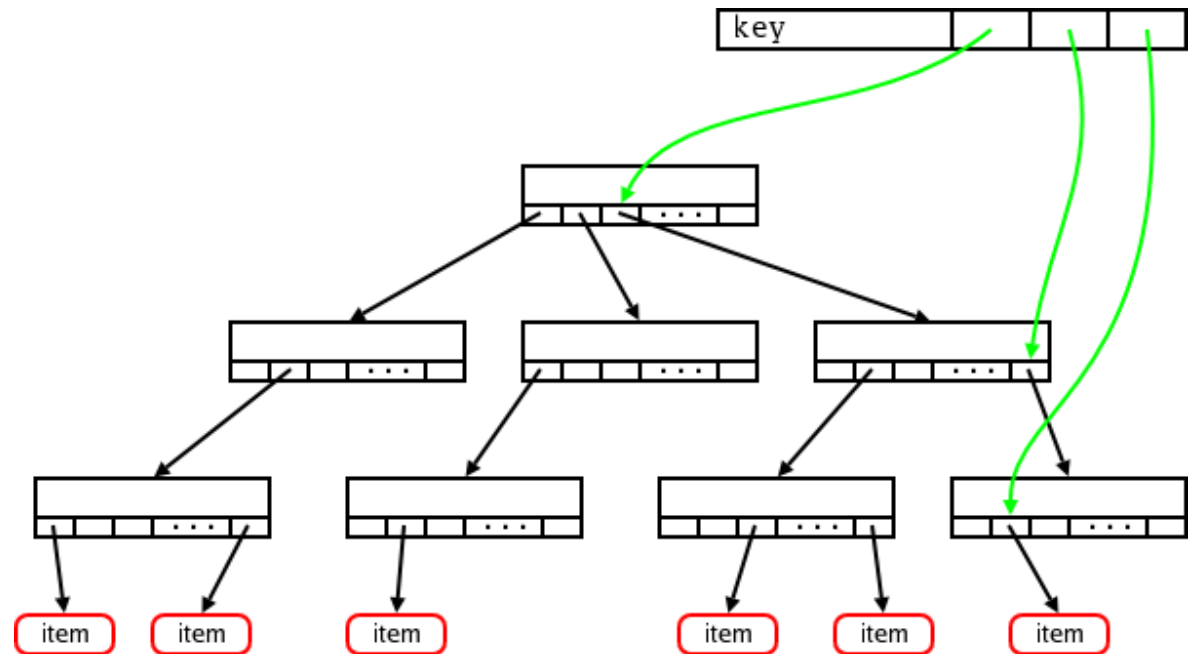 key
. . .
. . . . . . . . .
. . . . . . . . . . . .
item item item item item item